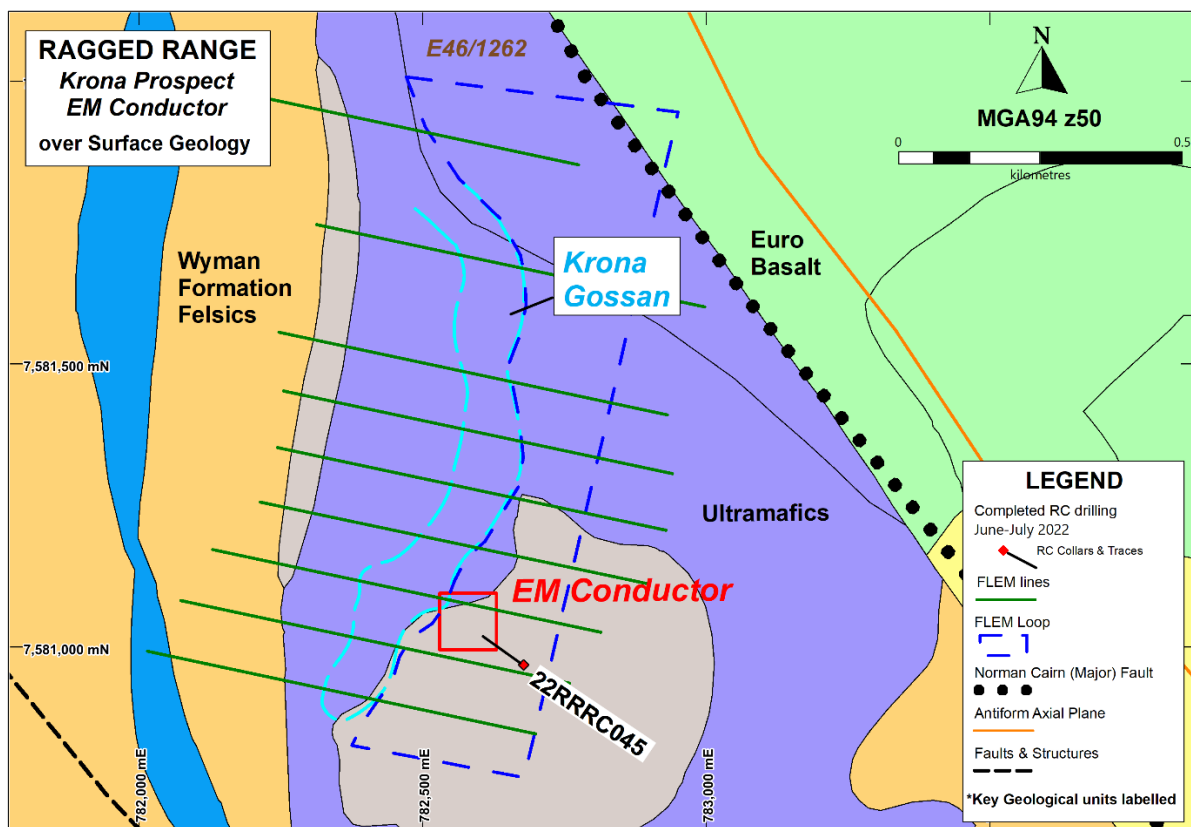 RAGGED RANGE
Krona Prospect
EM Conductor
over Surface Geology
E46/1262
N
MGA94 z50
0
0.5
kilometres
Wyman
Formation
Felsics
Krona
Gossan
Euro
Basalt
7,581,500 mN
Ultramafics
EM Conductor
7,581,000 mN
22RRRC045
782,000 mE
782,500 mE
783,000 mE
LEGEND
Completed RC drilling
June-July 2022
RC Collars & Traces
FLEM lines
FLEM Loop
Norman Cairn (Major) Fault
Antiform Axial Plane
Faults & Structures
*Key Geological units labelled